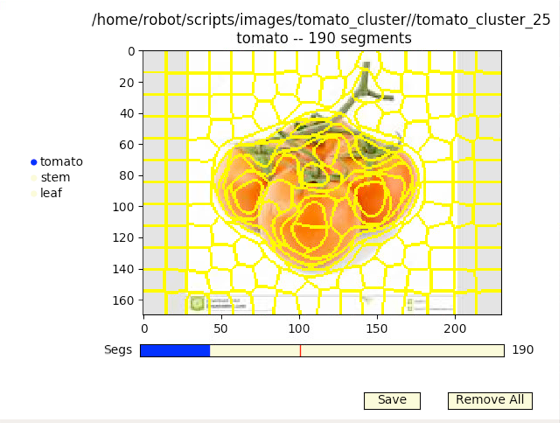 /home/robot/scripts/images/tomato_cluster//tomato_cluster_25
tomato -- 190 segments
0
20
40
60
80
100
120
140
160
0
50
100
150
200
tomato
stem
leaf
Segs
190
Save
Remove All